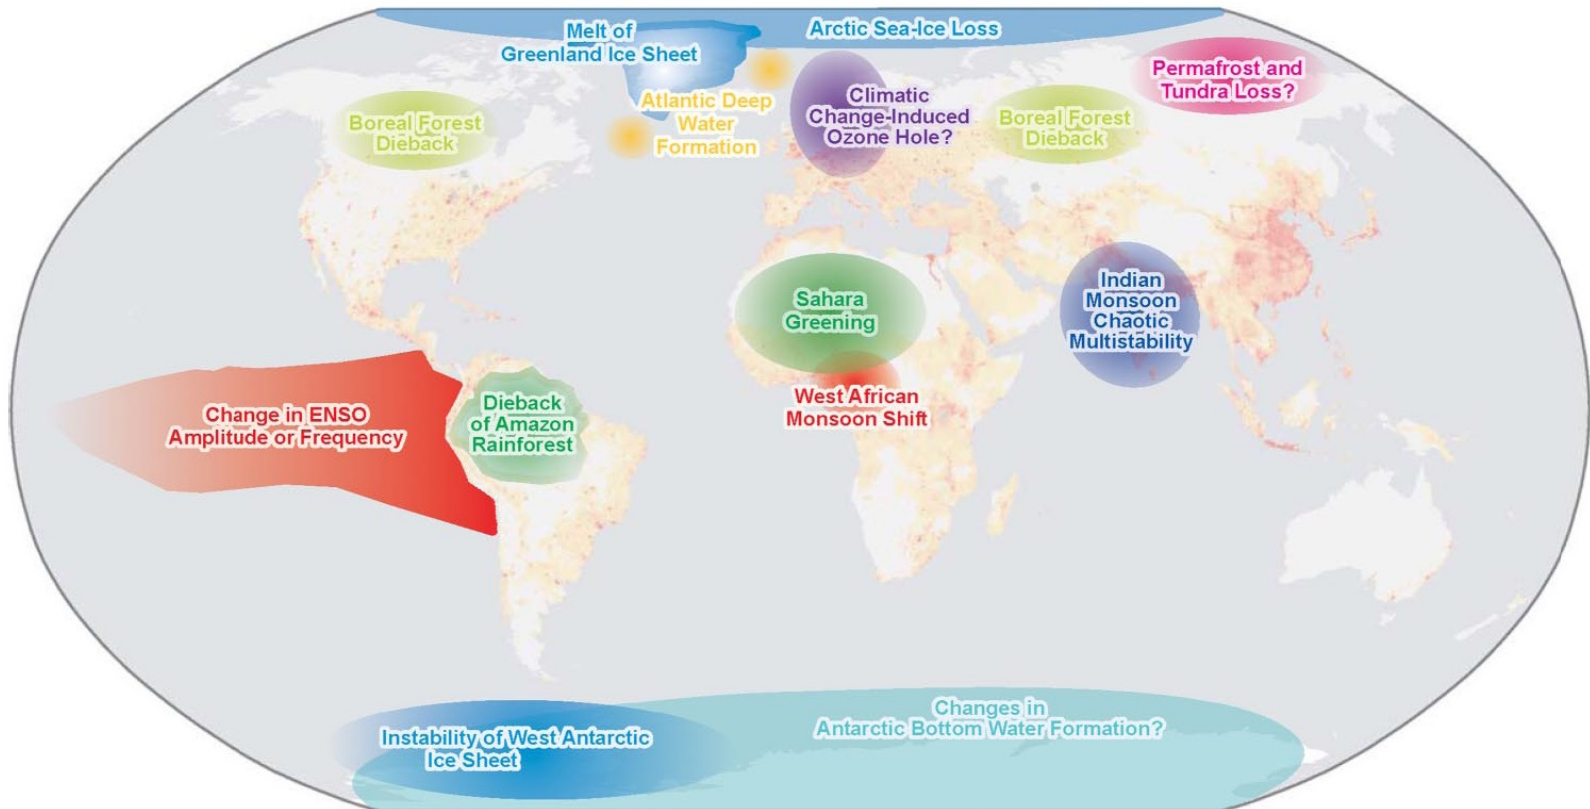 Melt of
Greenland Ice Sheet
Arctic Sea-Ice Loss
Permafrost and
Tundra Loss?
Boreal Forest
Dieback
Atlantic Deep
Water
Formation
Climatic
Change-Induced
Ozone Hole?
Boreal Forest
Dieback
Sahara
Greening
Indian
Monsoon
Chaotic
Multistability
West African
Monsoon Shift
Change in ENSO
Amplitude or Frequency
Dieback
of Amazon
Rainforest
Instability of West Antarctic
Ice Sheet
Changes in
Antarctic Bottom Water Formation?